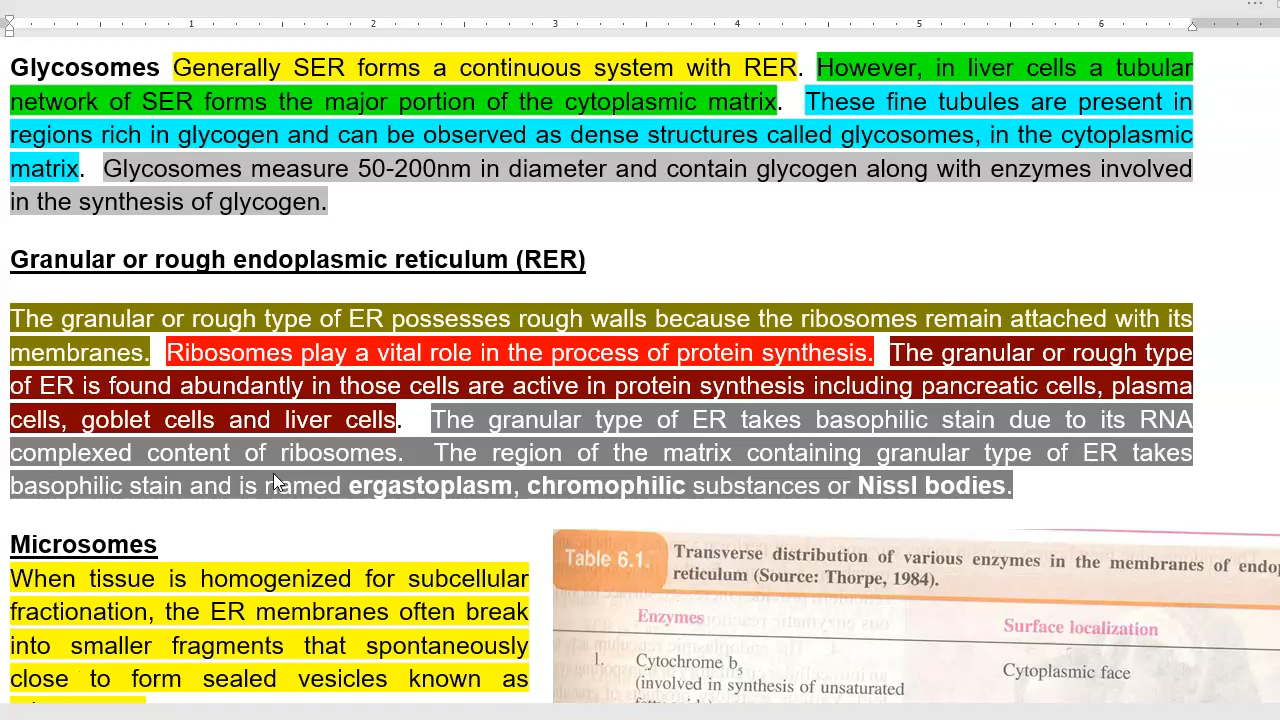 1 2 3 4 5 6
Glycosomes Generally SER forms a continuous system with RER. However, in liver cells a tubular
network of SER forms the major portion of the cytoplasmic matrix. These fine tubules are present in
regions rich in glycogen and can be observed as dense structures called glycosomes, in the cytoplasmic
matrix. Glycosomes measure 50-200nm in diameter and contain glycogen along with enzymes involved
in the synthesis of glycogen.
Granular or rough endoplasmic reticulum (RER)
The granular or rough type of ER possesses rough walls because the ribosomes remain attached with its
membranes. Ribosomes play a vital role in the process of protein synthesis. The granular or rough type
of ER is found abundantly in those cells are active in protein synthesis including pancreatic cells, plasma
cells, goblet cells and liver cells. The granular type of ER takes basophilic stain due to its RNA
complexed content of ribosomes. The region of the matrix containing granular type of ER takes
basophilic stain and is named ergastoplasm, chromophilic substances or Nissl bodies.
Microsomes
When tissue is homogenized for subcellular
fractionation, the ER membranes often break
into smaller fragments that spontaneously
close to form sealed vesicles known as
Table 6.1. Transverse distribution of various enzymes in the membranes of
reticulum (Source: Thorpe, 1984).
Enzymes Surface localization
1. Cytochrome b5 Cytoplasmic face
(involved in synthesis of unsaturated